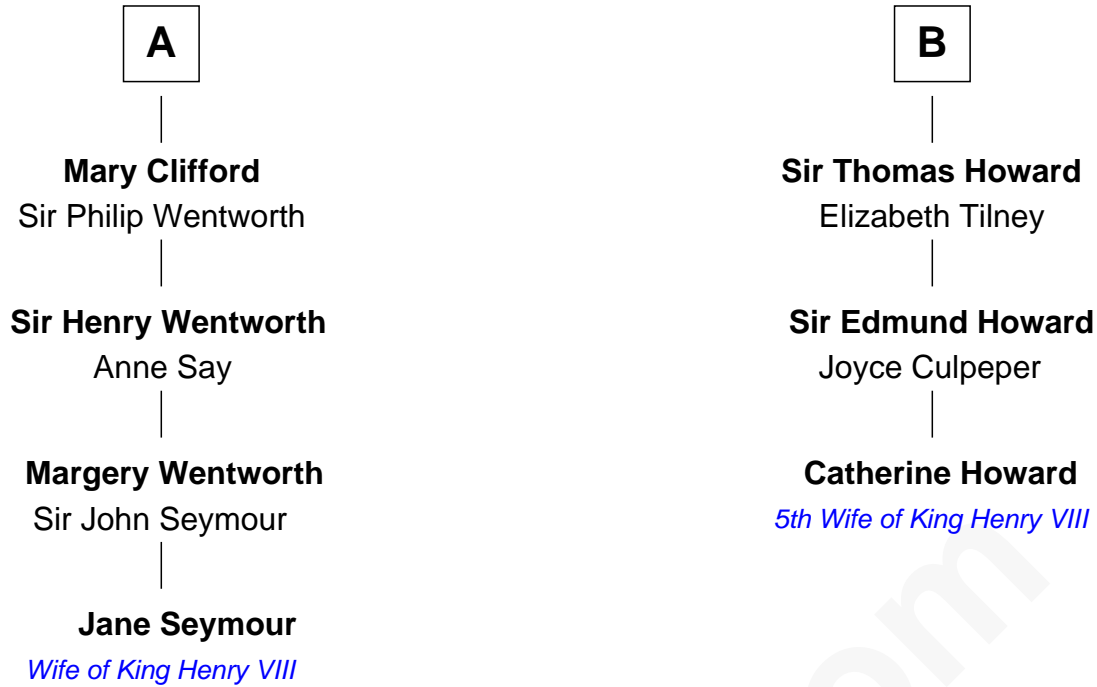 A
Mary Clifford
Sir Philip Wentworth
Sir Henry Wentworth
Anne Say
Margery Wentworth
Sir John Seymour
Jane Seymour
Wife of King Henry VIII
B
Sir Thomas Howard
Elizabeth Tilney
Sir Edmund Howard
Joyce Culpeper
Catherine Howard
5th Wife of King Henry VIII
om